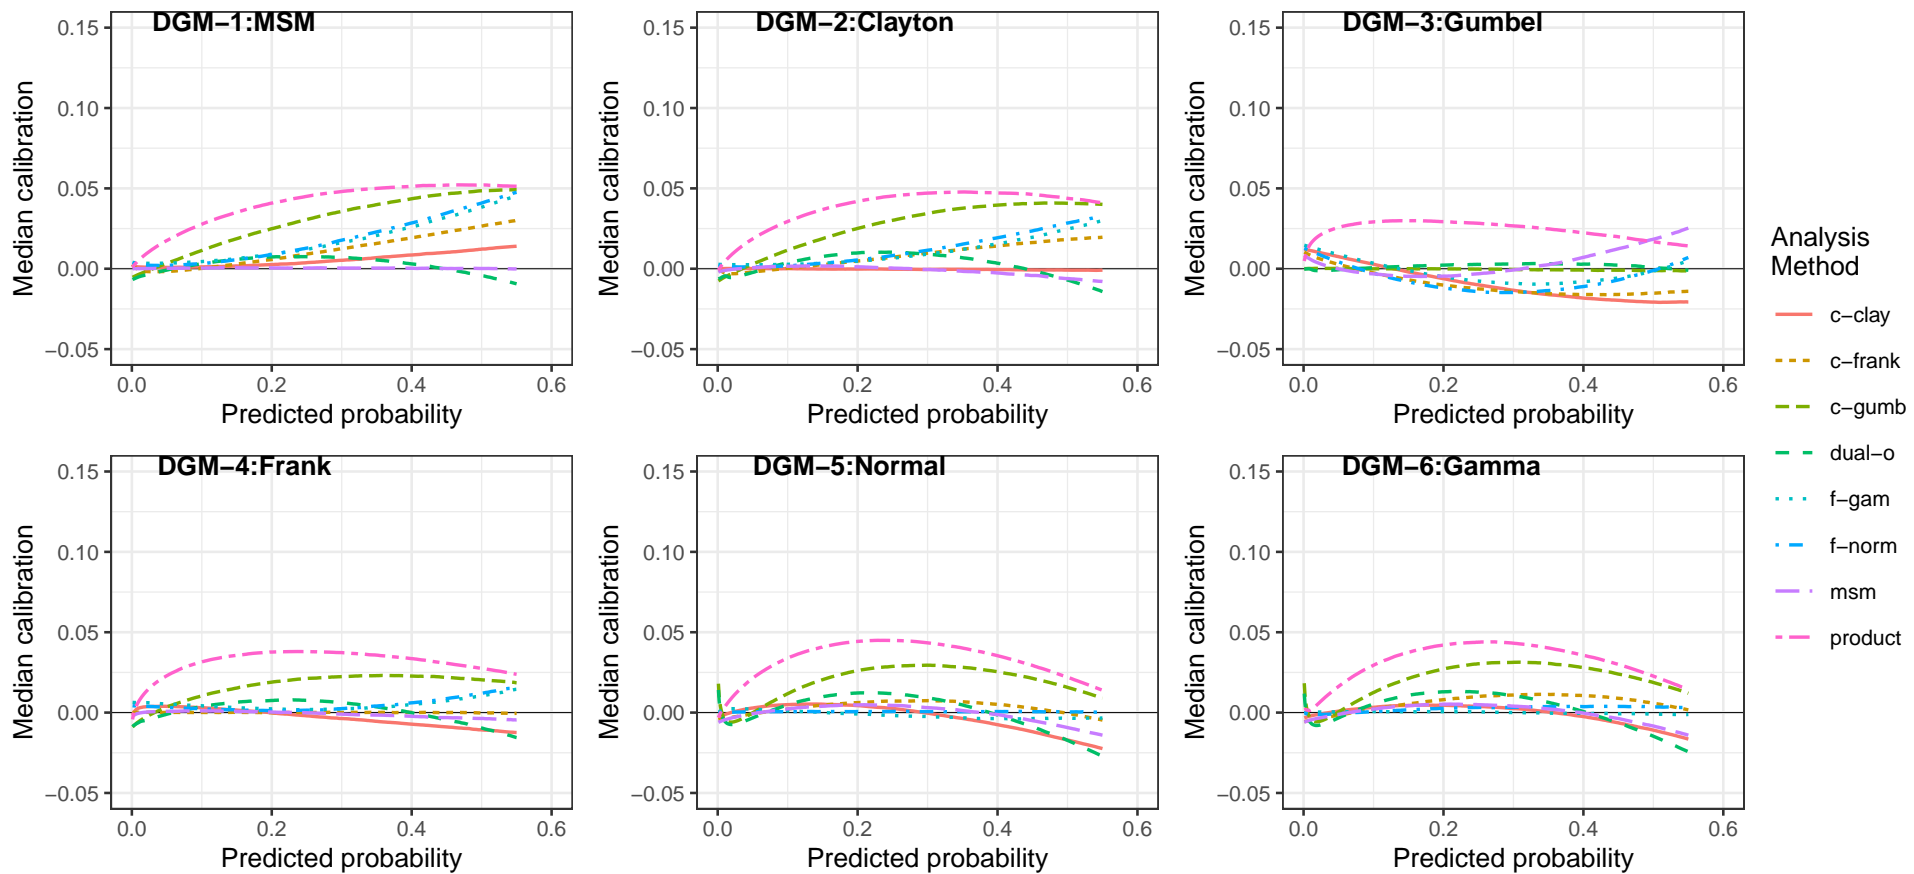 DGM−1:MSM
0.15
0.10
0.05
0.00
−0.05
Median calibration
0.0 0.2 0.4 0.6
Predicted probability
DGM−2:Clayton
0.15
0.10
0.05
0.00
−0.05
Median calibration
0.0 0.2 0.4 0.6
Predicted probability
DGM−3:Gumbel
0.15
0.10
0.05
0.00
−0.05
Median calibration
0.0 0.2 0.4 0.6
Predicted probability
DGM−4:Frank
0.15
0.10
0.05
0.00
−0.05
Median calibration
0.0 0.2 0.4 0.6
Predicted probability
DGM−5:Normal
0.15
0.10
0.05
0.00
−0.05
Median calibration
0.0 0.2 0.4 0.6
Predicted probability
DGM−6:Gamma
0.15
0.10
0.05
0.00
−0.05
Median calibration
0.0 0.2 0.4 0.6
Predicted probability
Analysis
Method
c−clay
c−frank
c−gumb
dual−o
f−gam
f−norm
msm
product